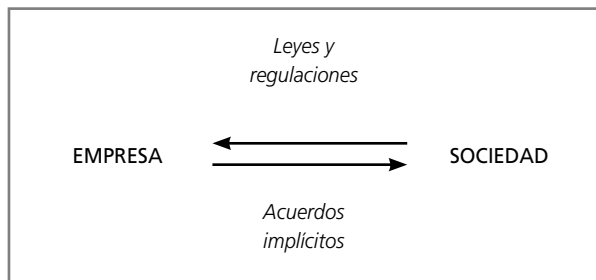 Leyes y
regulaciones
EMPRESA
SOCIEDAD
Acuerdos
implícitos